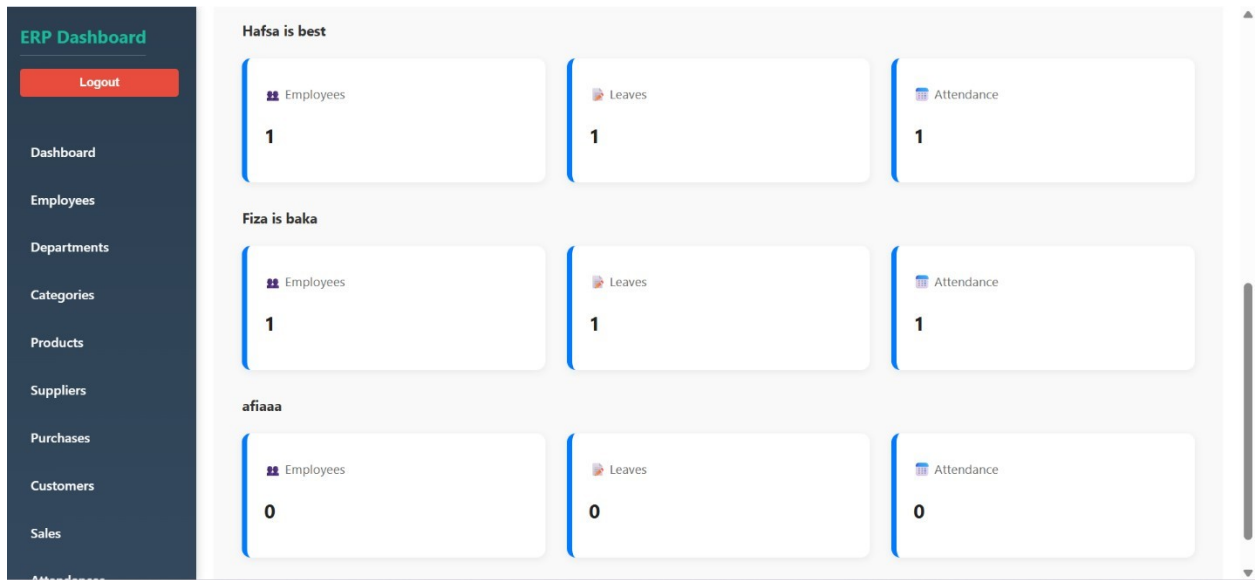 ERP Dashboard
Logout
Dashboard
Employees
Departments
Categories
Products
Suppliers
Purchases
Customers
Sales
Attendances
Hafsa is best
Employees
1
Leaves
1
Attendance
1
Fiza is baka
Employees
1
Leaves
1
Attendance
1
afiaaa
Employees
0
Leaves
0
Attendance
0